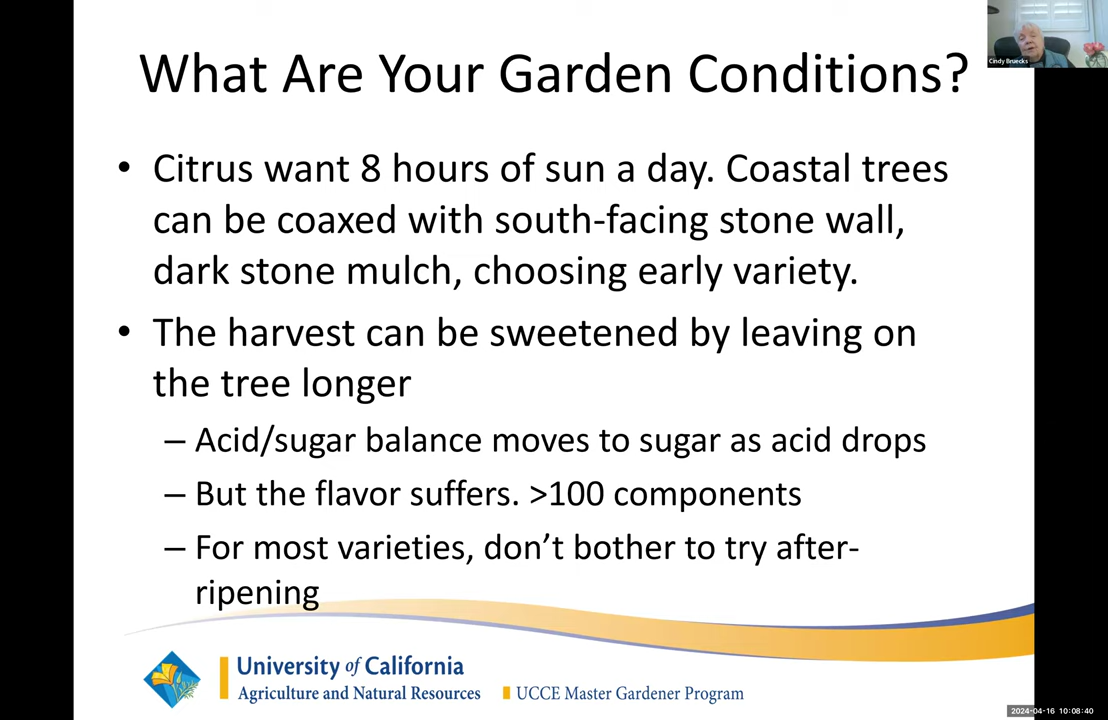 What Are Your Garden Conditions?
Cindy Bruecks
• Citrus want 8 hours of sun a day. Coastal trees
can be coaxed with south-facing stone wall,
dark stone mulch, choosing early variety.
• The harvest can be sweetened by leaving on
the tree longer
– Acid/sugar balance moves to sugar as acid drops
– But the flavor suffers. >100 components
– For most varieties, don’t bother to try after-
ripening
University of California
Agriculture and Natural Resources
UCCE Master Gardener Program
2024-04-16 10:08:40